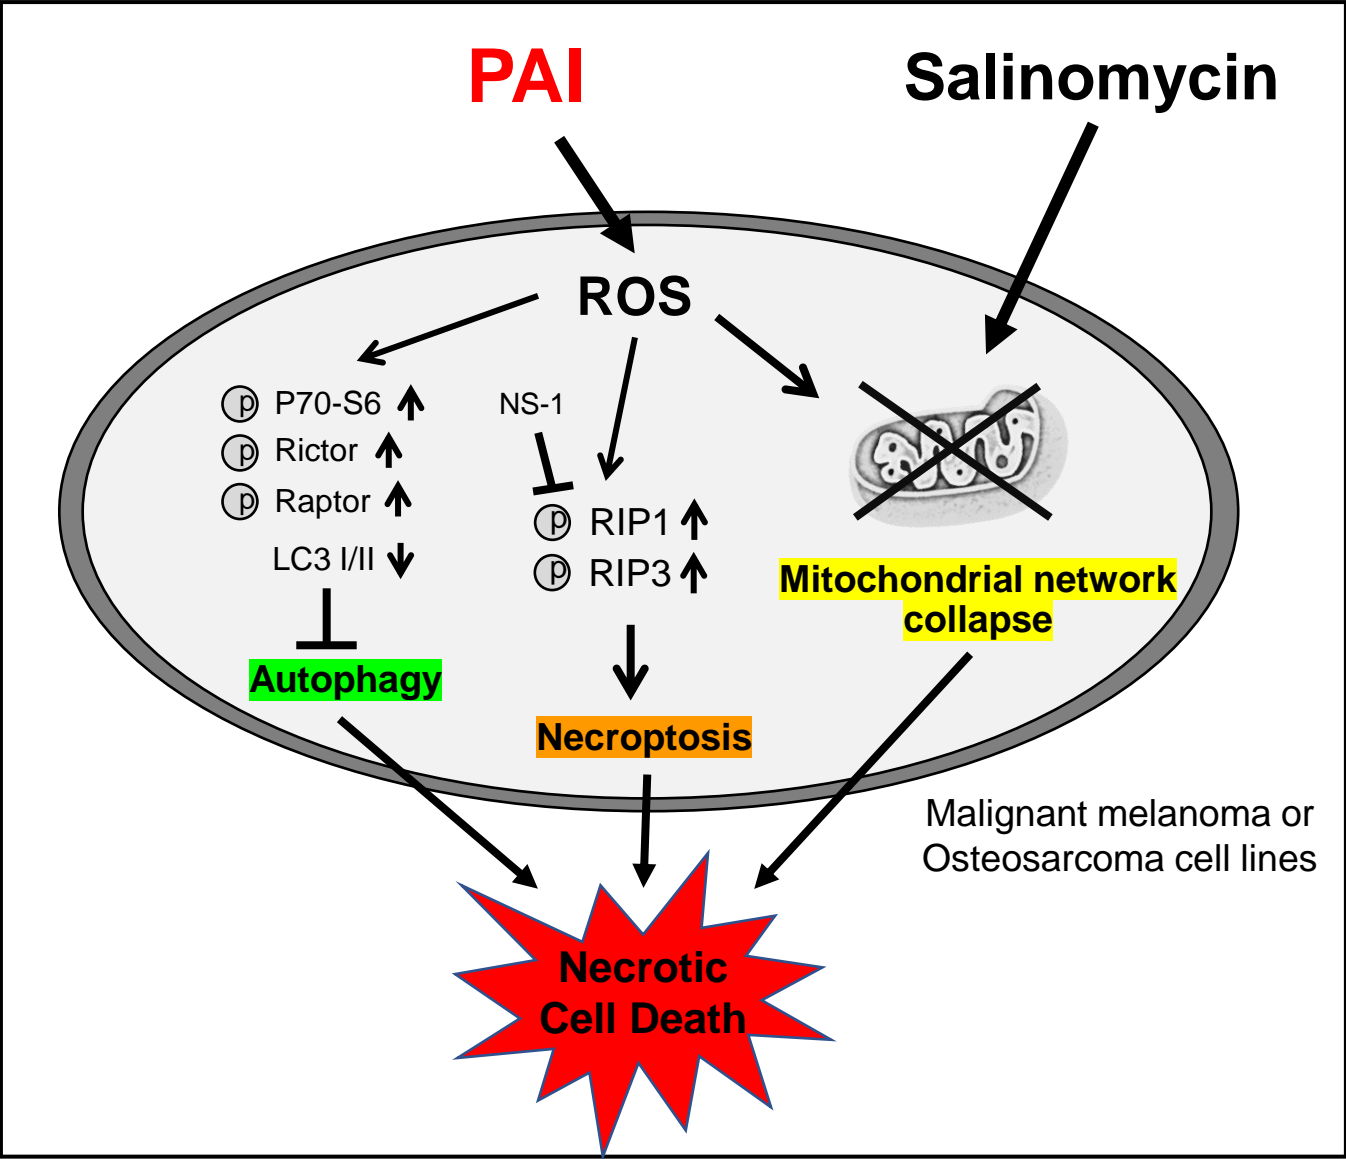 PAI
Salinomycin
ROS
p P70-S6
p Rictor
p Raptor
LC3 I/II
Autophagy
NS-1
p RIP1
p RIP3
Necroptosis
Mitochondrial network
collapse
Malignant melanoma or
Osteosarcoma cell lines
Necrotic
Cell Death